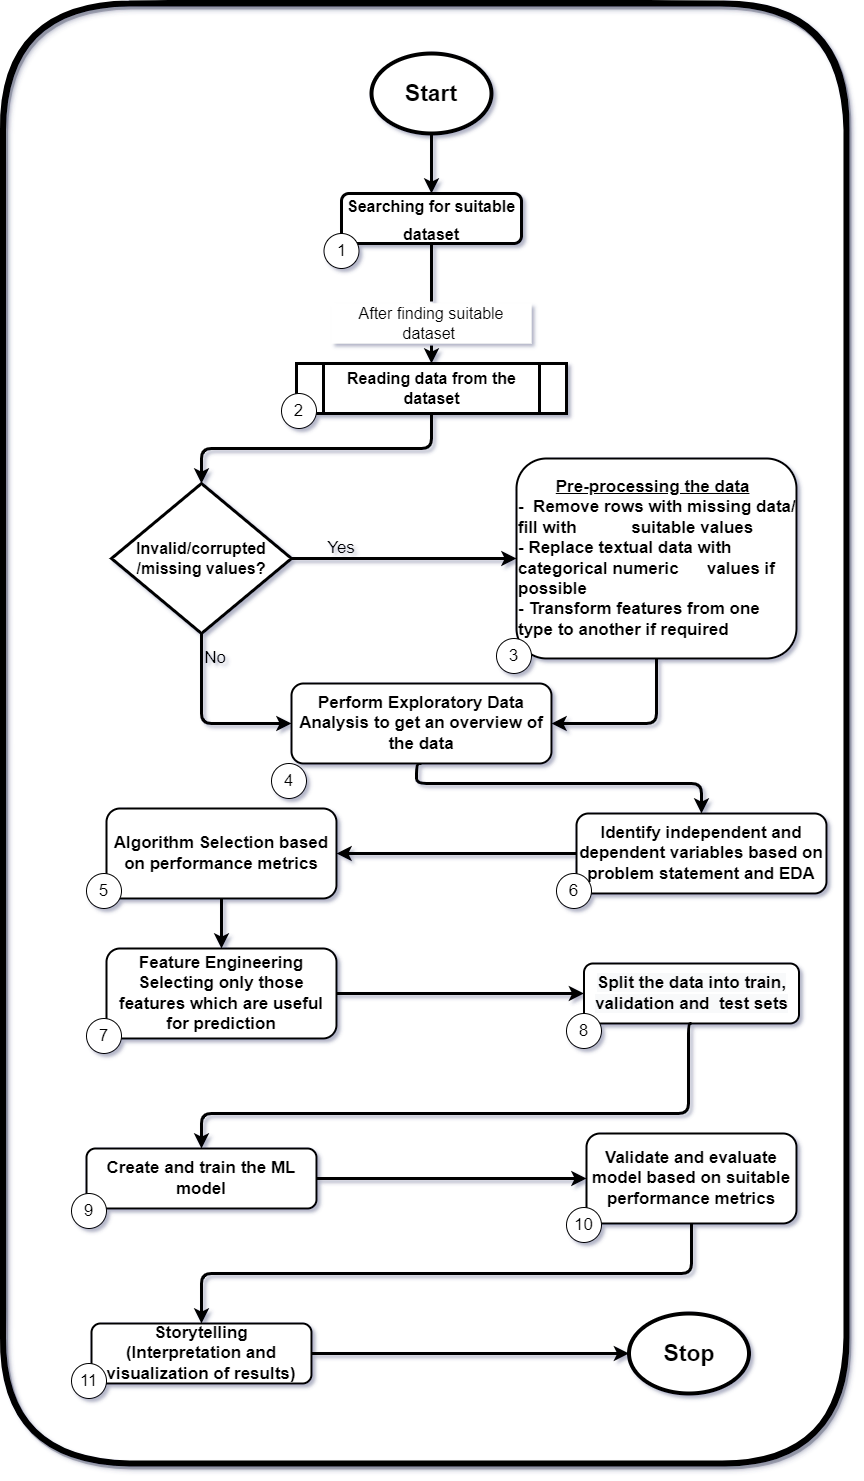 Start
Searching for suitable
dataset
1
After finding suitable
dataset
Reading data from the
dataset
2
Invalid/corrupted
/missing values?
Yes
No
Pre-processing the data
- Remove rows with missing data/
fill with suitable values
- Replace textual data with
categorical numeric values if
possible
- Transform features from one
type to another if required
3
Perform Exploratory Data
Analysis to get an overview of
the data
4
Identify independent and
dependent variables based on
problem statement and EDA
6
Algorithm Selection based
on performance metrics
5
Feature Engineering
Selecting only those
features which are useful
for prediction
7
Split the data into train,
validation and test sets
8
Create and train the ML
model
9
Validate and evaluate
model based on suitable
performance metrics
10
Storytelling
(Interpretation and
visualization of results)
11
Stop